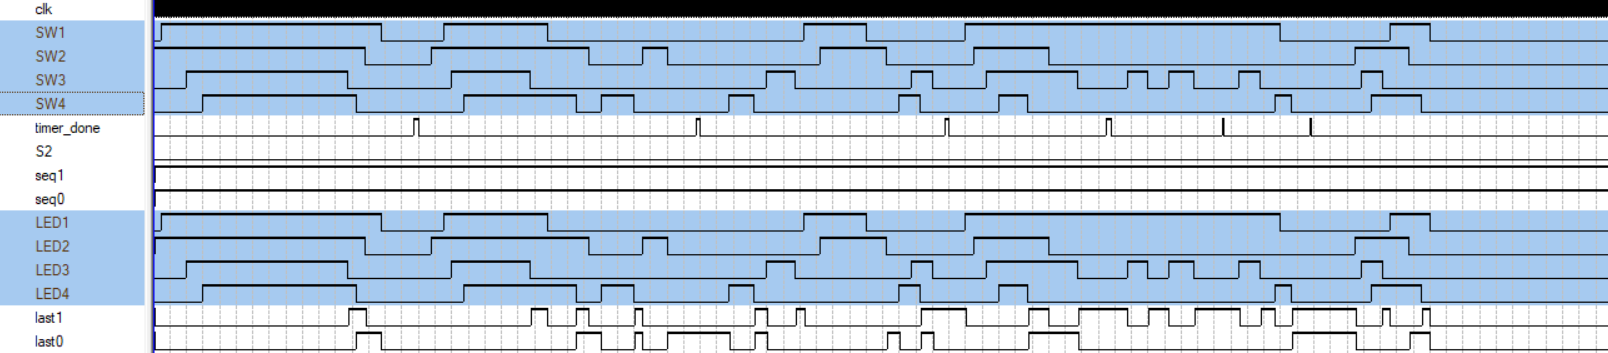 clk
SW1
SW2
SW3
SW4
timer_done
S2
seq1
seq0
LED1
LED2
LED3
LED4
last1
last0